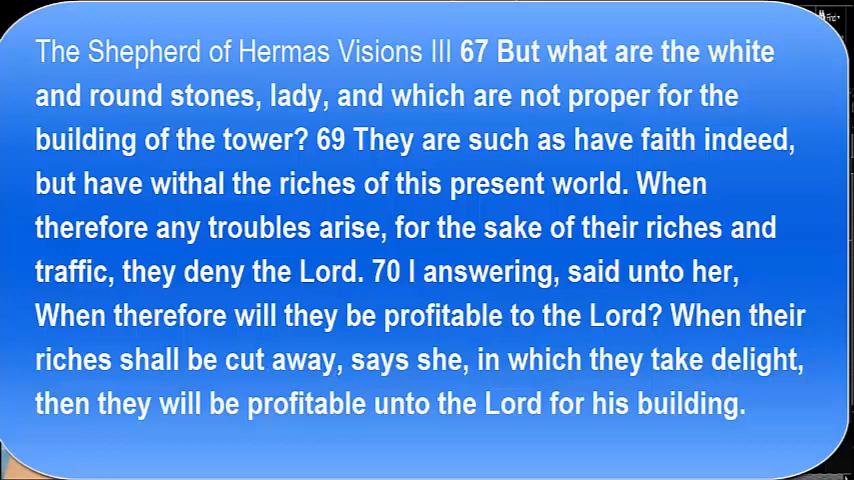 The Shepherd of Hermas Visions III 67 But what are the white
and round stones, lady, and which are not proper for the
building of the tower? 69 They are such as have faith indeed,
but have withal the riches of this present world. When
therefore any troubles arise, for the sake of their riches and
traffic, they deny the Lord. 70 I answering, said unto her,
When therefore will they be profitable to the Lord? When their
riches shall be cut away, says she, in which they take delight,
then they will be profitable unto the Lord for his building.